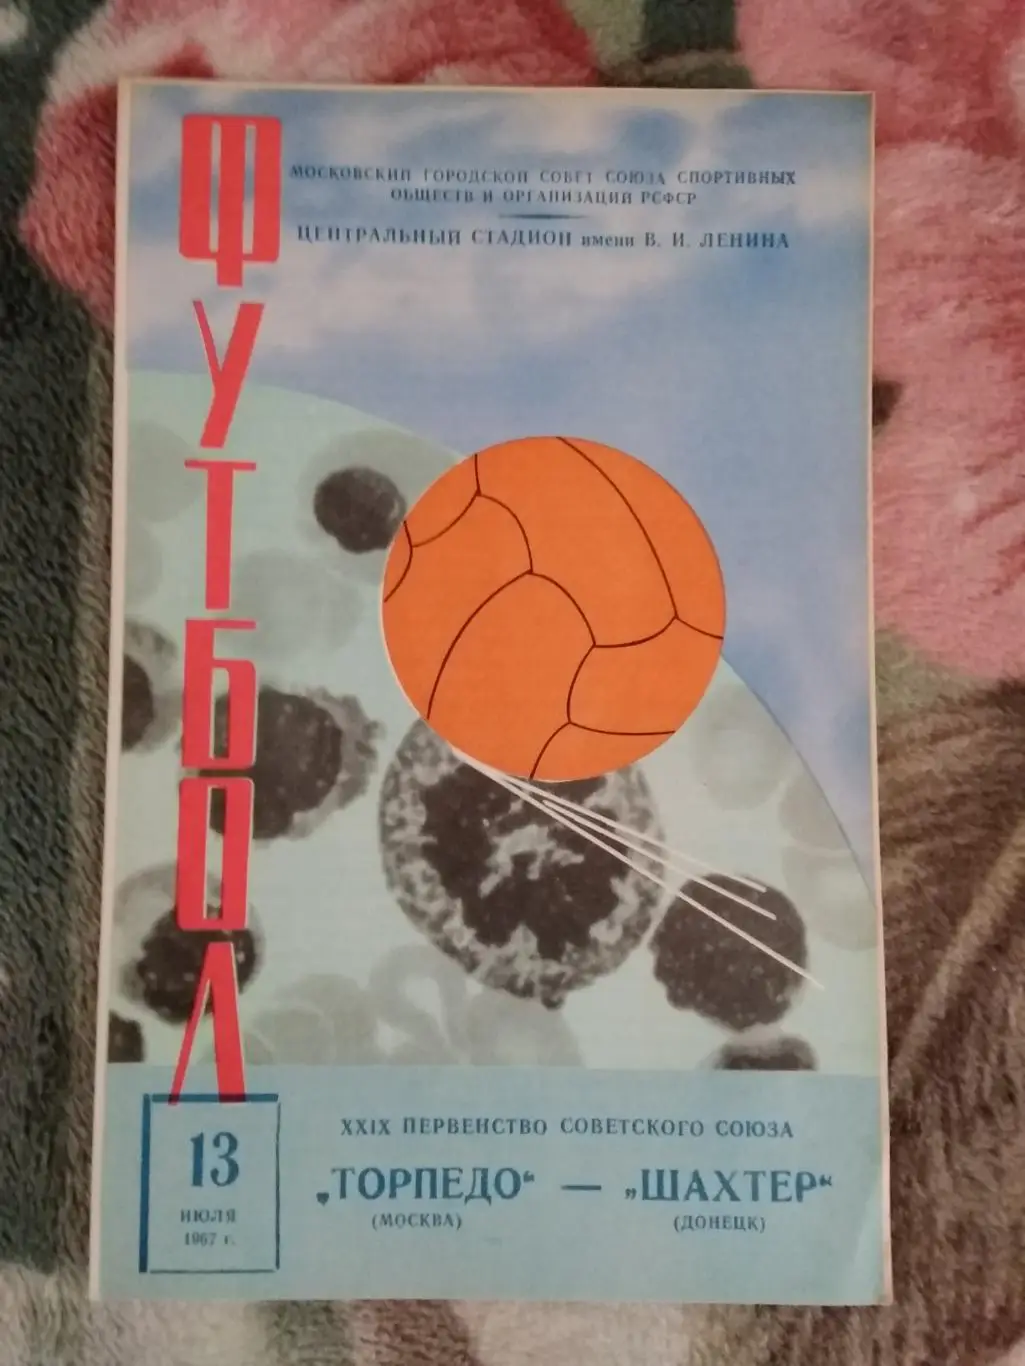 ФУТБОЛ
МОСКОВСКИЙ ГОРОДСКОЙ СОВЕТ СОЮЗА СПОРТИВНЫХ
ОБЩЕСТВ И ОРГАНИЗАЦИЙ РСФСР
ЦЕНТРАЛЬНЫЙ СТАДИОН имени В. И. ЛЕНИНА
13
ИЮЛЯ
1967 г.
XXIX ПЕРВЕНСТВО СОВЕТСКОГО СОЮЗА
„ТОРПЕДО“ — „ШАХТЕР“
(МОСКВА) (ДОНЕЦК)